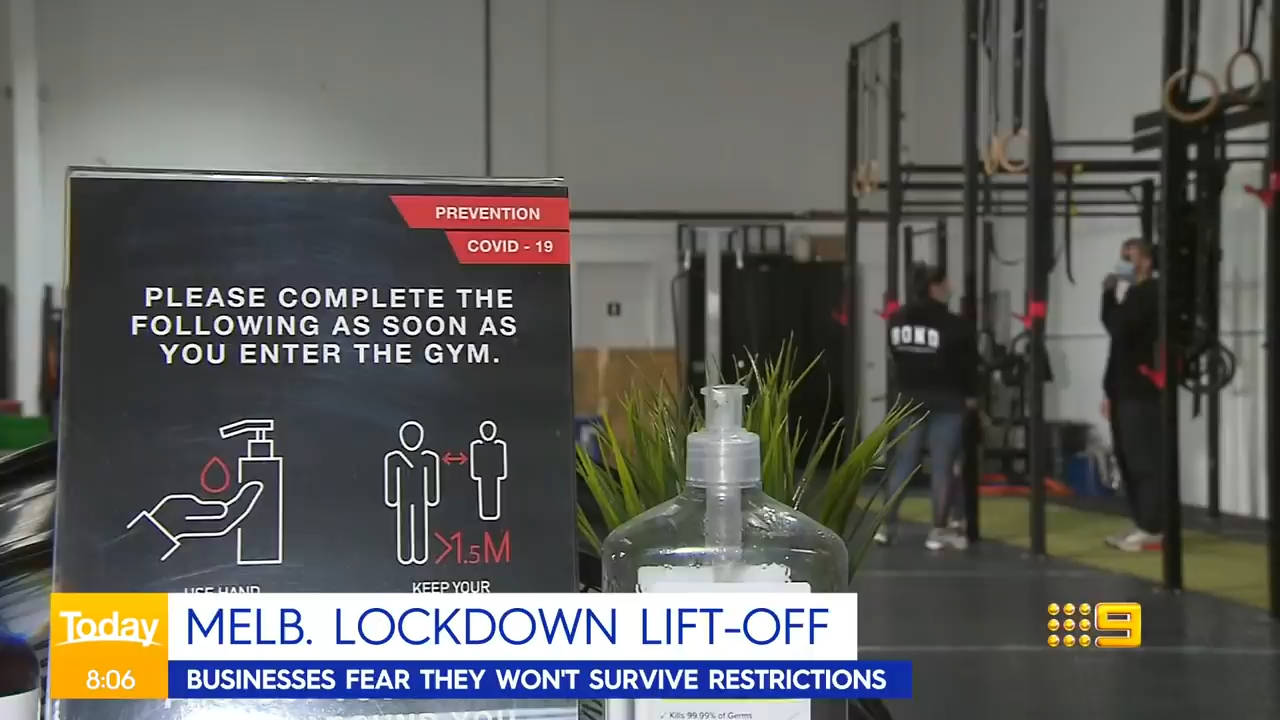 PREVENTION
COVID - 19
PLEASE COMPLETE THE
FOLLOWING AS SOON AS
YOU ENTER THE GYM.
>1.5M
KEEP YOUR
BOND
Today
8:06
MELB. LOCKDOWN LIFT-OFF
BUSINESSES FEAR THEY WON'T SURVIVE RESTRICTIONS
9
✓ Kills 99.99% of Germs